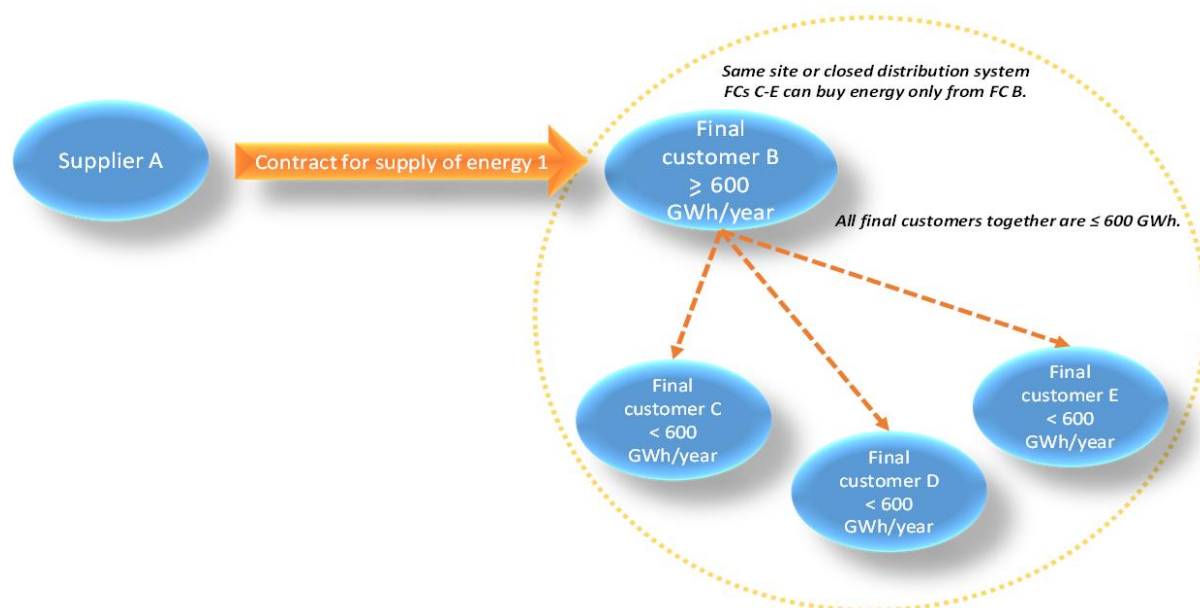 Same site or closed distribution system
FCs C-E can buy energy only from FC B.
Supplier A
Contract for supply of energy 1
Final
customer B
⩾ 600
GWh/year
All final customers together are ≤ 600 GWh.
Final
customer C
< 600
GWh/year
Final
customer D
< 600
GWh/year
Final
customer E
< 600
GWh/year